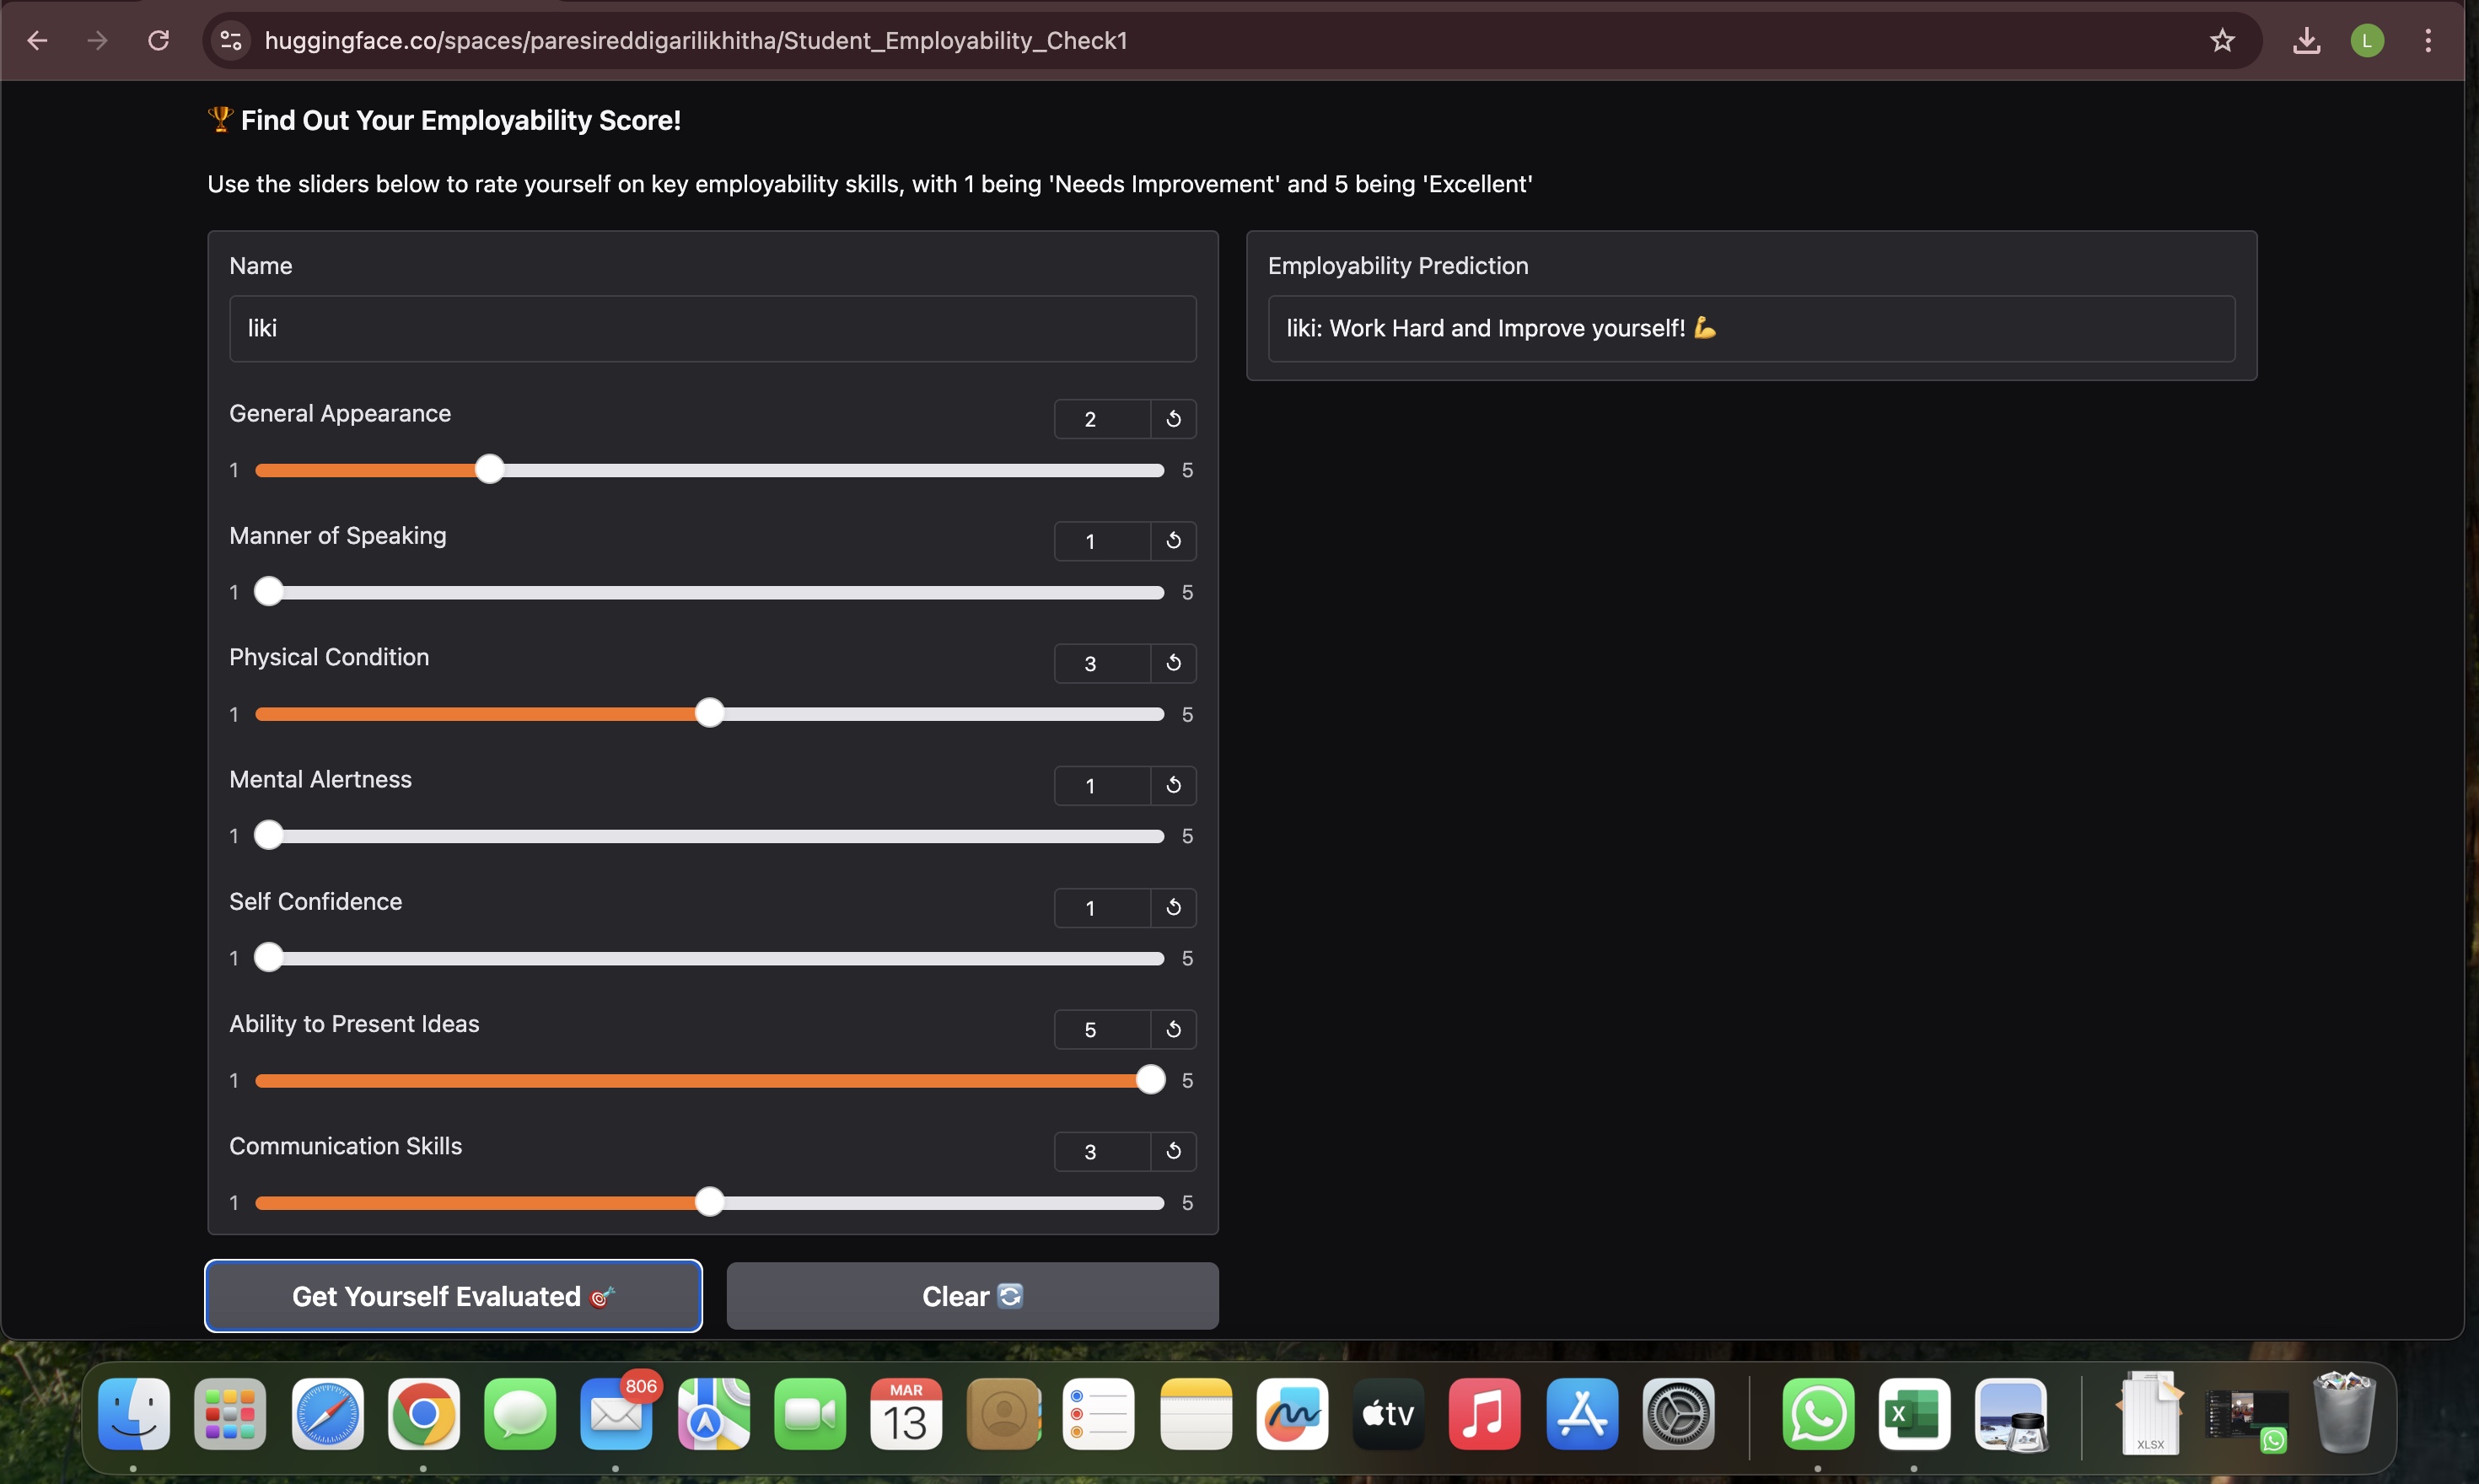 huggingface.co/spaces/paresireddigarilikhitha/Student_Employability_Check1
L
🏆 Find Out Your Employability Score!
Use the sliders below to rate yourself on key employability skills, with 1 being 'Needs Improvement' and 5 being 'Excellent'
Name
liki
General Appearance
2
1
5
Manner of Speaking
1
1
5
Physical Condition
3
1
5
Mental Alertness
1
1
5
Self Confidence
1
1
5
Ability to Present Ideas
5
1
5
Communication Skills
3
1
5
Get Yourself Evaluated 🎯
Clear 🔄
Employability Prediction
liki: Work Hard and Improve yourself! 💪
806
MAR
13
tv
X
XLSX